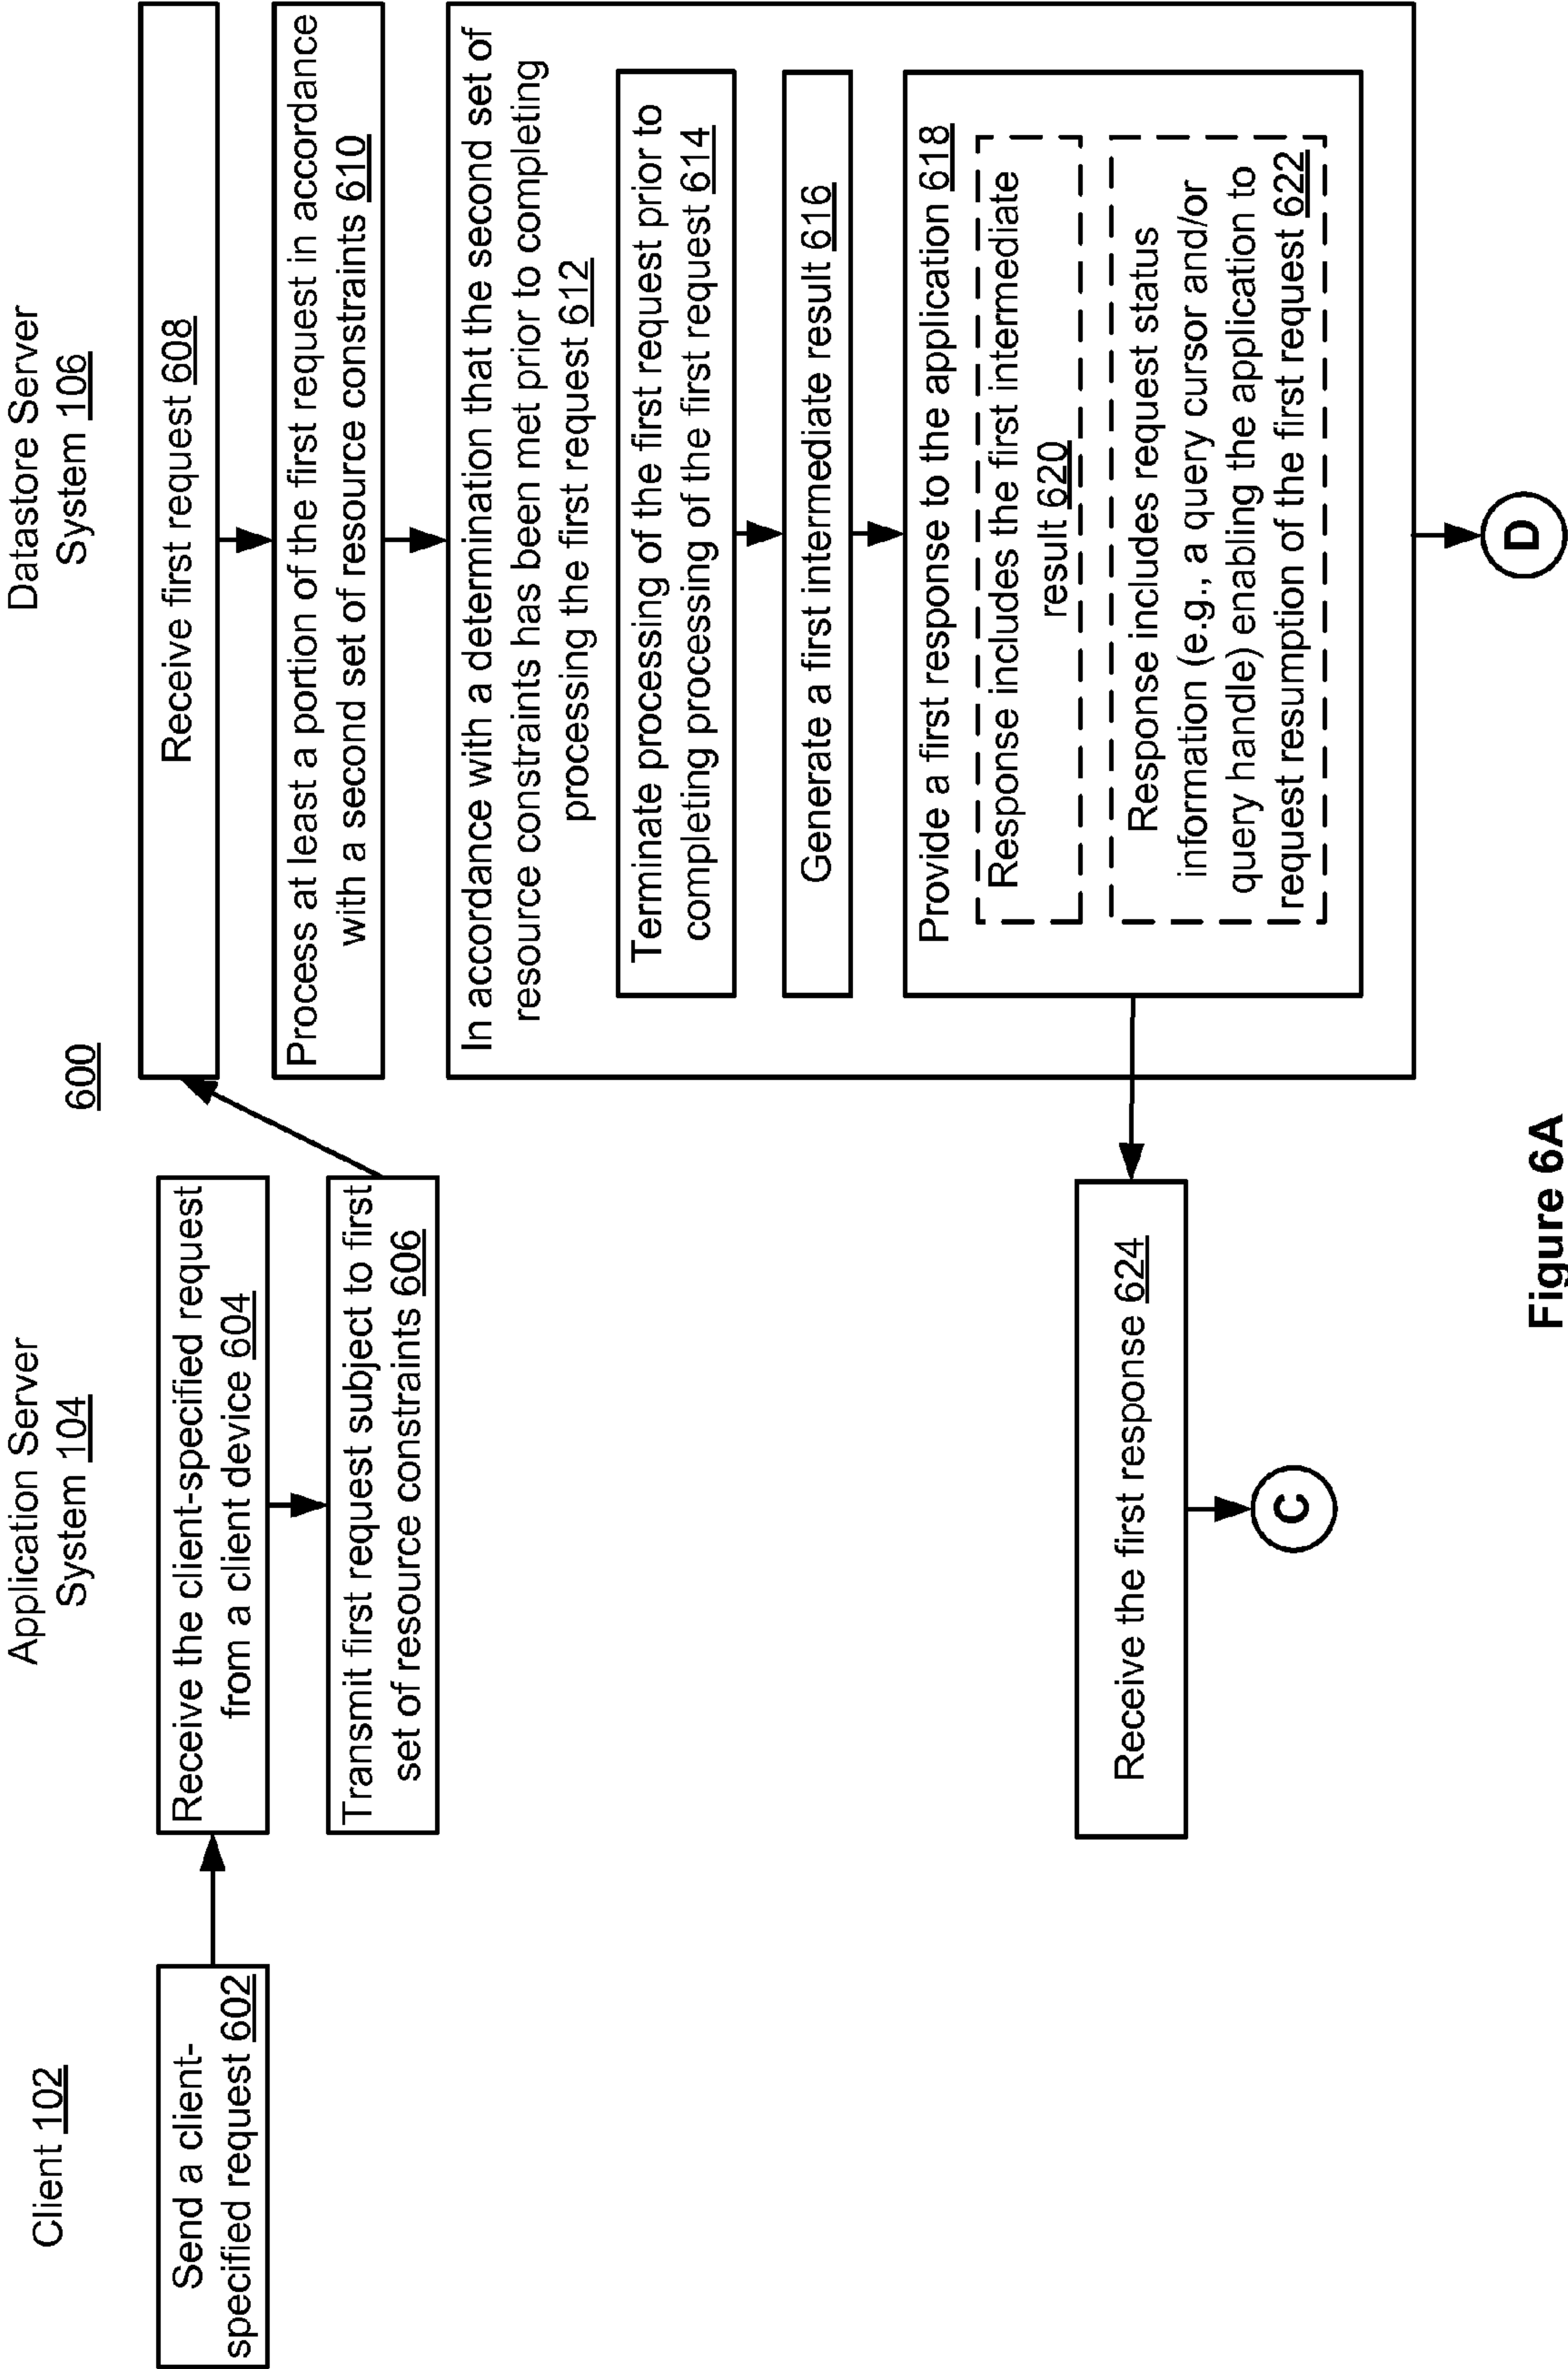 600
Client 102
Application Server
System 104
Datastore Server
System 106
Send a client-
specified request 602
Receive the client-specified request
from a client device 604
Transmit first request subject to first
set of resource constraints 606
Receive first request 608
Process at least a portion of the first request in accordance
with a second set of resource constraints 610
In accordance with a determination that the second set of
resource constraints has been met prior to completing
processing the first request 612
Terminate processing of the first request prior to
completing processing of the first request 614
Generate a first intermediate result 616
Provide a first response to the application 618
Response includes the first intermediate
result 620
Response includes request status
information (e.g., a query cursor and/or
query handle) enabling the application to
request resumption of the first request 622
Receive the first response 624
C
D
Figure 6A